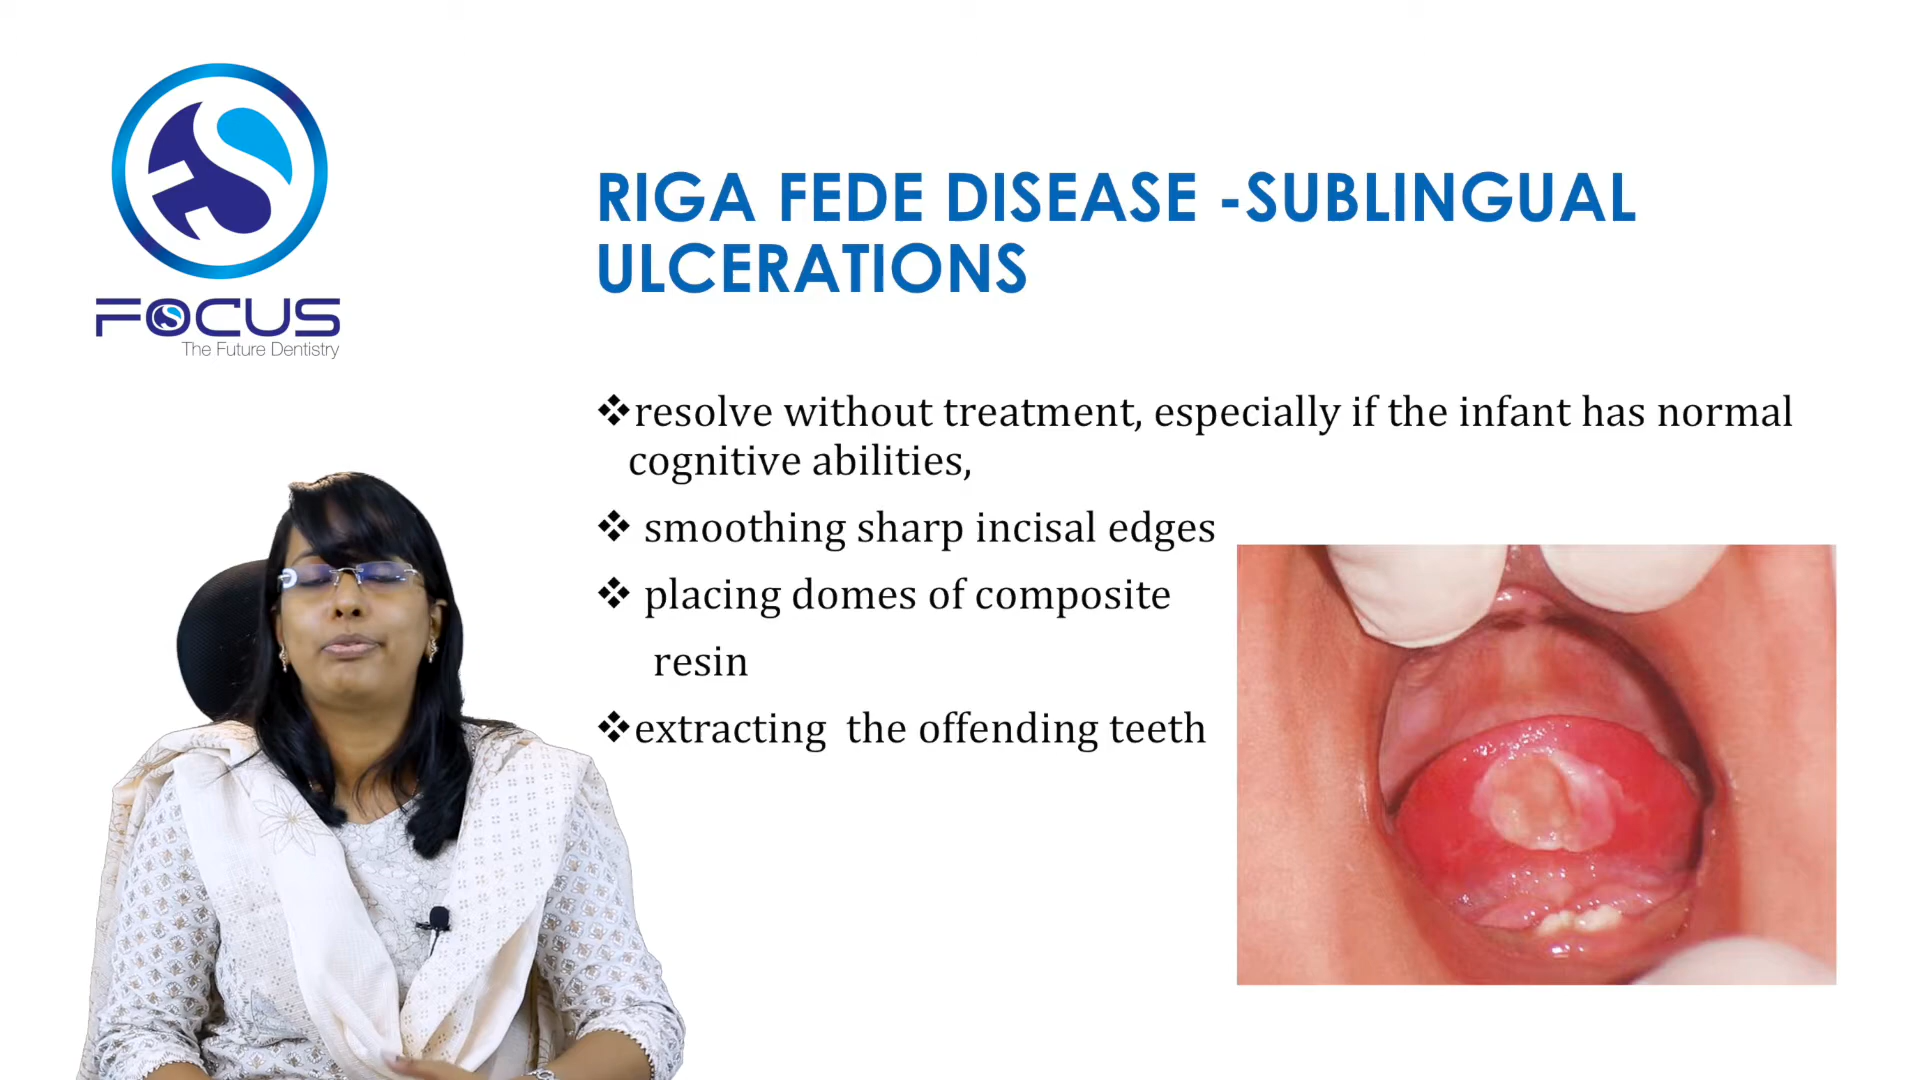 FOCUS
The Future Dentistry
RIGA FEDE DISEASE -SUBLINGUAL
ULCERATIONS
❖resolve without treatment, especially if the infant has normal
cognitive abilities,
❖ smoothing sharp incisal edges
❖ placing domes of composite
resin
❖extracting  the offending teeth